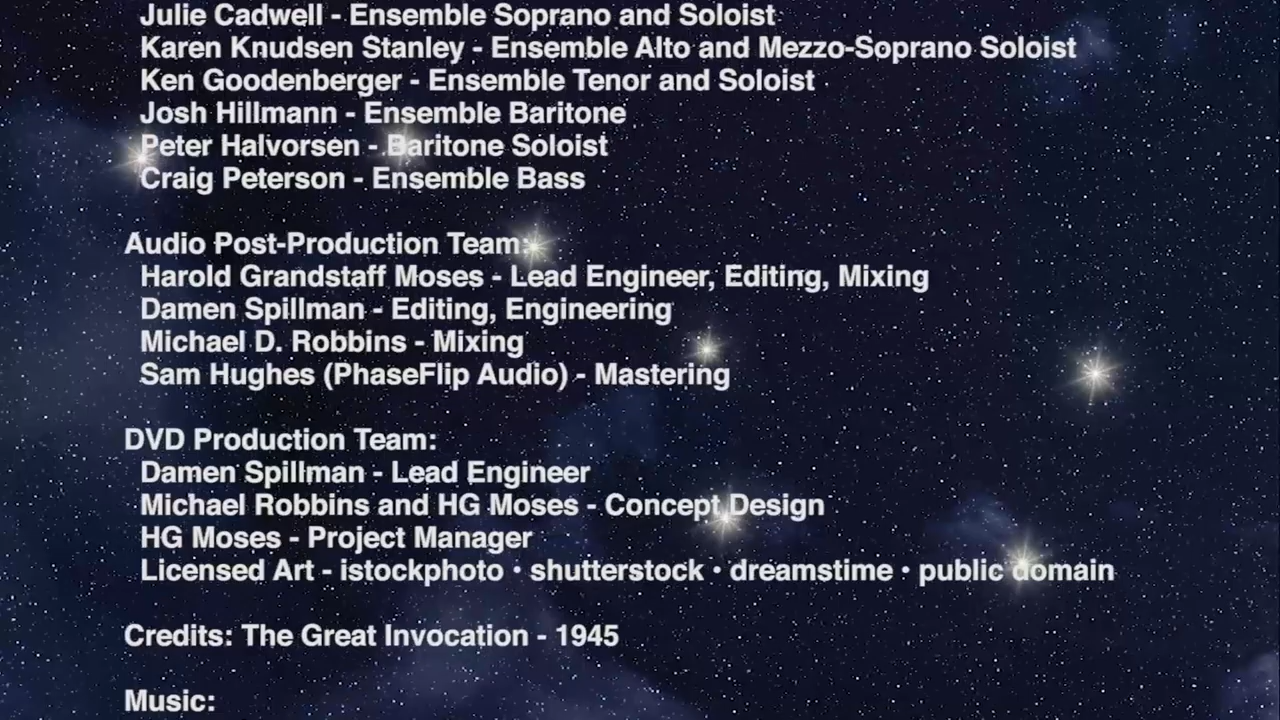 Julie Cadwell - Ensemble Soprano and Soloist
Karen Knudsen Stanley - Ensemble Alto and Mezzo-Soprano Soloist
Ken Goodenberger - Ensemble Tenor and Soloist
Josh Hillmann - Ensemble Baritone
Peter Halvorsen - Baritone Soloist
Craig Peterson - Ensemble Bass
Audio Post-Production Team:
Harold Grandstaff Moses - Lead Engineer, Editing, Mixing
Damen Spillman - Editing, Engineering
Michael D. Robbins - Mixing
Sam Hughes (PhaseFlip Audio) - Mastering
DVD Production Team:
Damen Spillman - Lead Engineer
Michael Robbins and HG Moses - Concept Design
HG Moses - Project Manager
Licensed Art - istockphoto • shutterstock • dreamstime • public domain
Credits: The Great Invocation - 1945
Music: